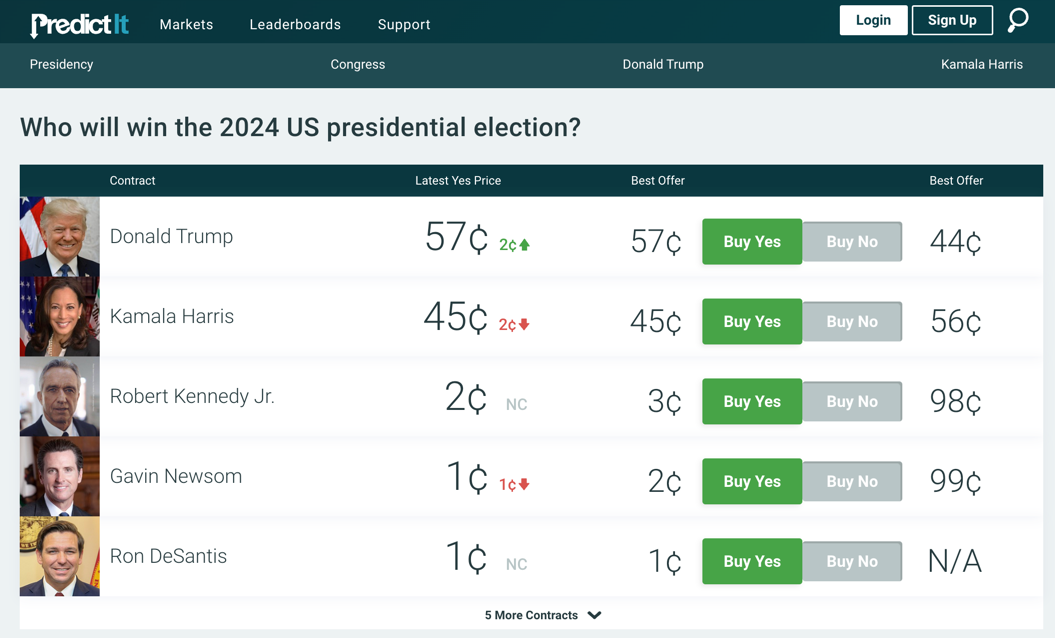 PredictIt Markets Leaderboards Support Login Sign Up
Presidency Congress Donald Trump Kamala Harris
Who will win the 2024 US presidential election?
Contract Latest Yes Price Best Offer Best Offer
Donald Trump 57¢ 2¢ 57¢ Buy Yes Buy No 44¢
Kamala Harris 45¢ 2¢ 45¢ Buy Yes Buy No 56¢
Robert Kennedy Jr. 2¢ NC 3¢ Buy Yes Buy No 98¢
Gavin Newsom 1¢ 1¢ 2¢ Buy Yes Buy No 99¢
Ron DeSantis 1¢ NC 1¢ Buy Yes Buy No N/A
5 More Contracts